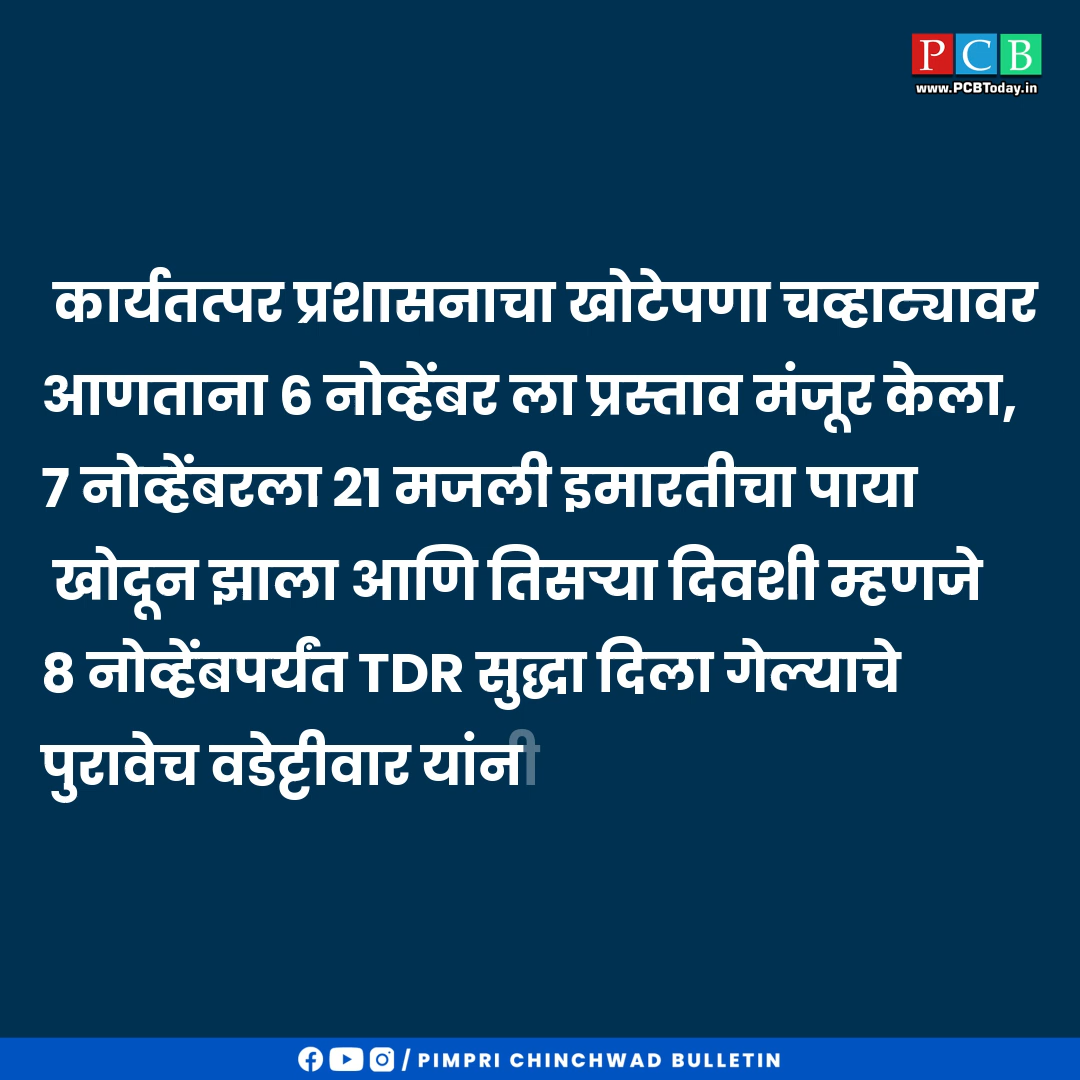 P C B
www.PCBToday.in
कार्यतत्पर प्रशासनाचा खोटेपणा चव्हाट्यावर
आणताना 6 नोव्हेंबर ला प्रस्ताव मंजूर केला,
7 नोव्हेंबरला 21 मजली इमारतीचा पाया
खोदून झाला आणि तिसऱ्या दिवशी म्हणजे
8 नोव्हेंबपर्यंत TDR सुद्धा दिला गेल्याचे
पुरावेच वडेट्टीवार यांनी
/ PIMPRI CHINCHWAD BULLETIN